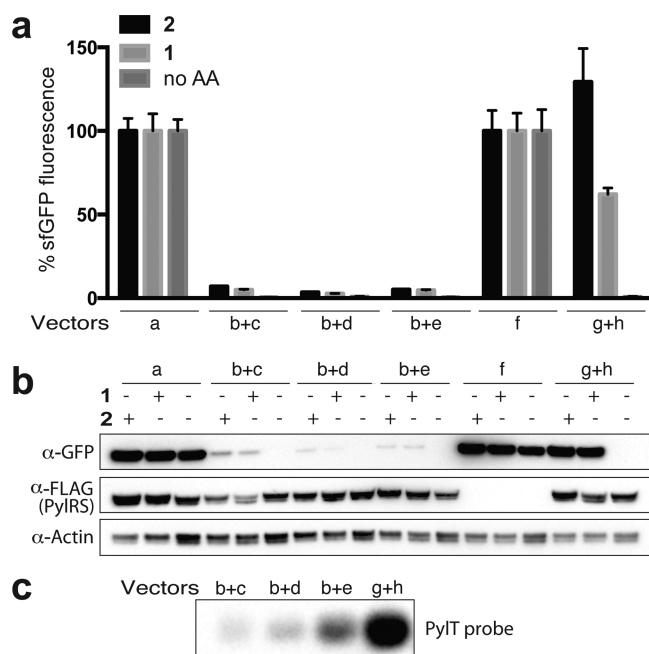 a
2
1
no AA
% sfGFP fluorescence
150
100
50
0
Vectors a b+c b+d b+e f g+h
b
a b+c b+d b+e f g+h
1 - + - - + - - + - - + - - + - - + -
2 + - - + - - + - - + - - + - - + - -
α-GFP
α-FLAG
(PylRS)
α-Actin
c
Vectors b+c b+d b+e g+h
PylT probe